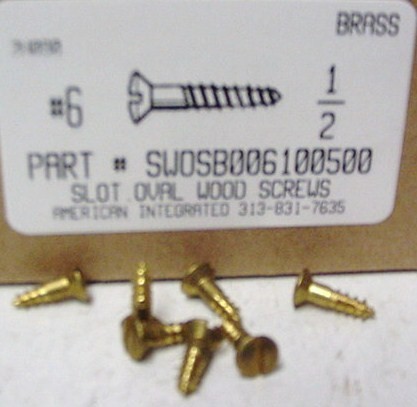 BRASS
#6
1
2
PART # SWOSB006100500
SLOT OVAL WOOD SCREWS
AMERICAN INTEGRATED 313-831-7635